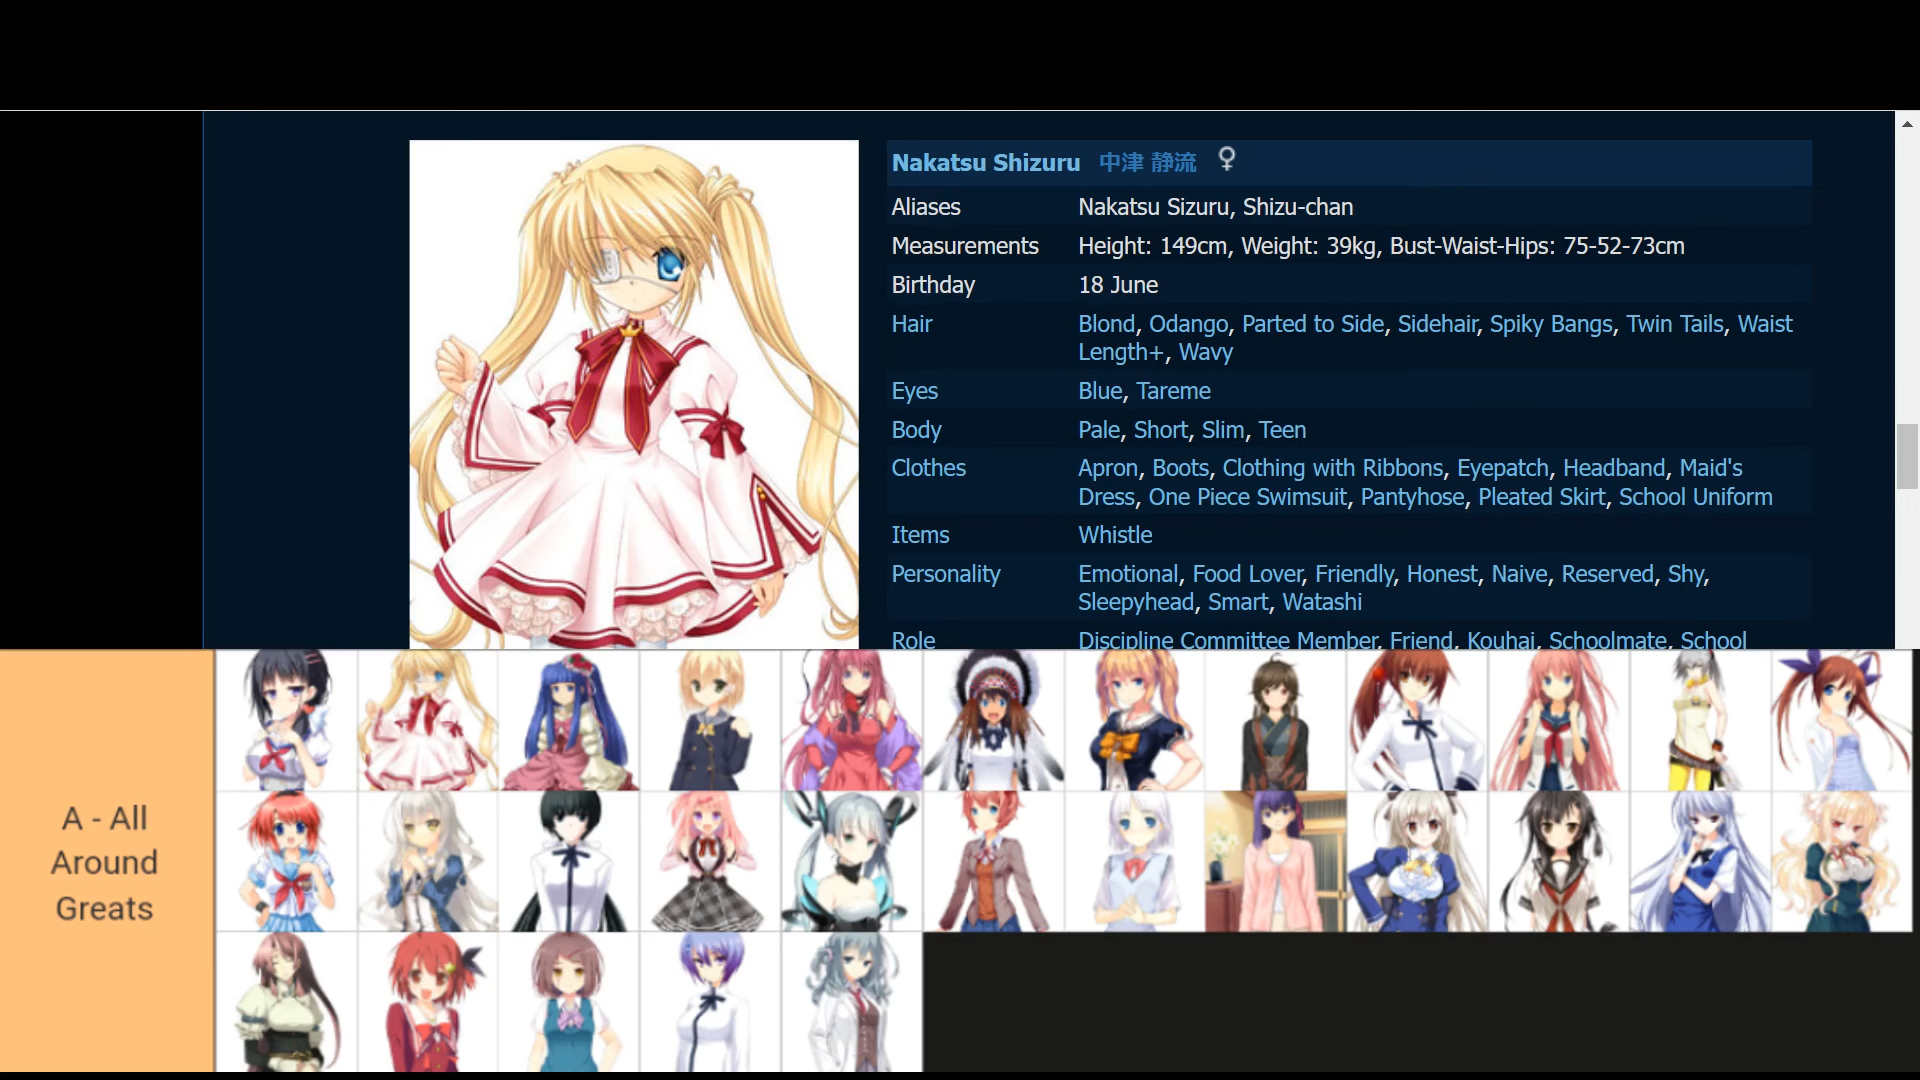 Nakatsu Shizuru 中津 静流 ♀
Aliases Nakatsu Sizuru, Shizu-chan
Measurements Height: 149cm, Weight: 39kg, Bust-Waist-Hips: 75-52-73cm
Birthday 18 June
Hair Blond, Odango, Parted to Side, Sidehair, Spiky Bangs, Twin Tails, Waist
Length+, Wavy
Eyes Blue, Tareme
Body Pale, Short, Slim, Teen
Clothes Apron, Boots, Clothing with Ribbons, Eyepatch, Headband, Maid's
Dress, One Piece Swimsuit, Pantyhose, Pleated Skirt, School Uniform
Items Whistle
Personality Emotional, Food Lover, Friendly, Honest, Naive, Reserved, Shy,
Sleepyhead, Smart, Watashi
Role Discipline Committee Member, Friend, Kouhai, Schoolmate, School
A - All
Around
Greats